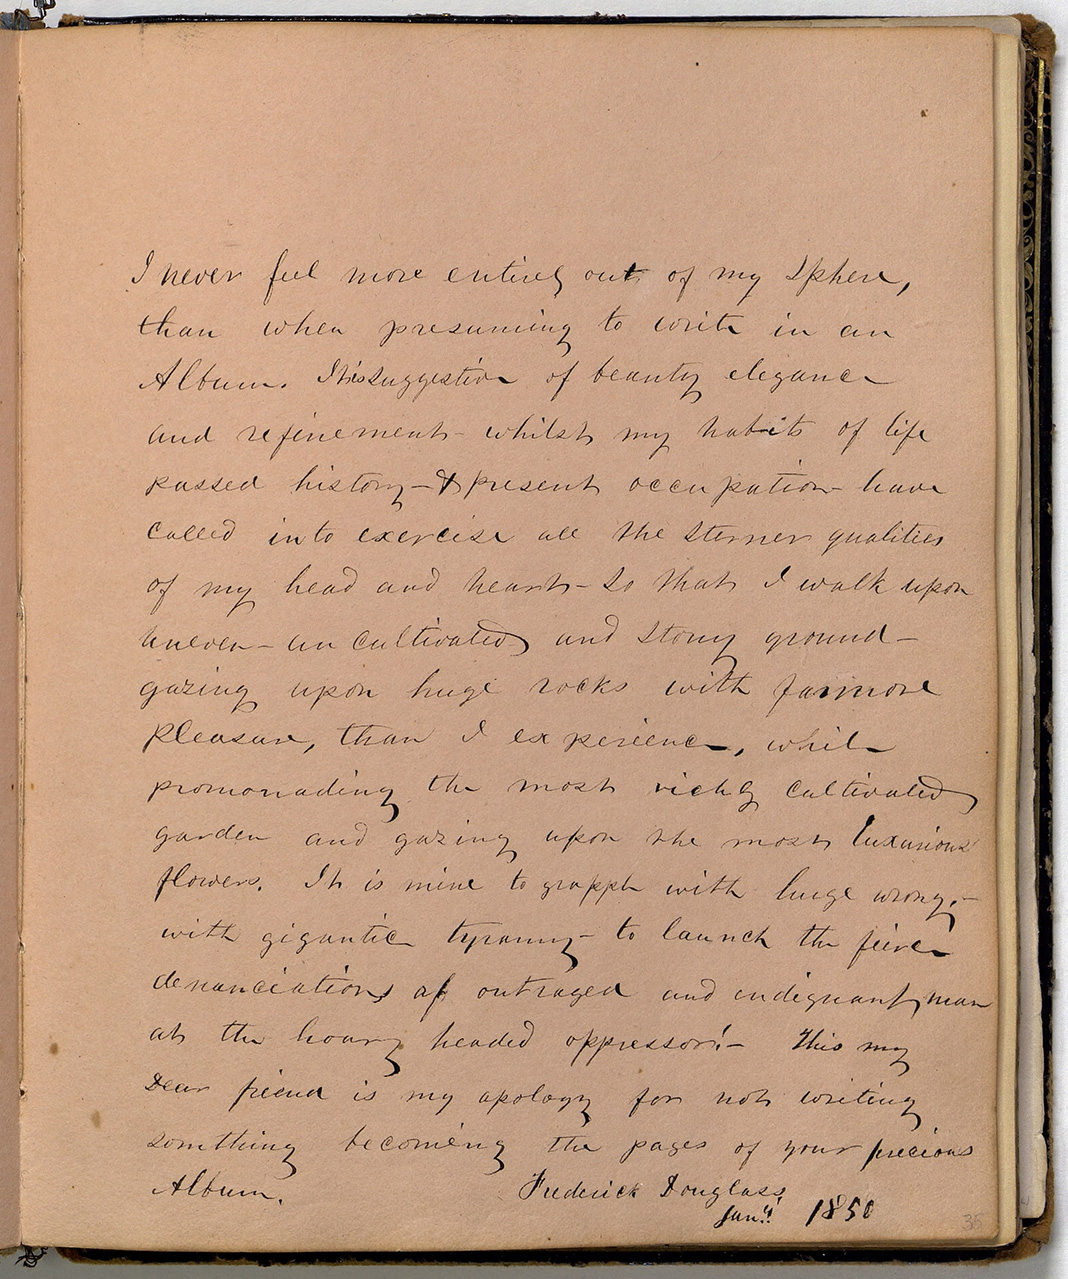 I never feel more entirely out of my Sphere,
than when presuming to write in an
Album. This suggestion of beauty elegance
and refinement - whilst my habits of life
passed history - & present occupation - have
called into exercise all the sterner qualities
of my head and heart - So that I walk upon
uneven - uncultivated and stony ground -
gazing upon huge rocks with far more
pleasure, than I experience, while
promonading the most richly cultivated
garden and gazing upon the most luxurious
flowers. It is mine to grapple with huge wrong, -
with gigantic tyranny - to launch the fierce
denunciations of outraged and indignant man
at the hoary headed oppressor! - This my
Dear friend is my apology for not writing
something becoming the pages of your precious
Album. Frederick Douglass
Jan.y 1850
35